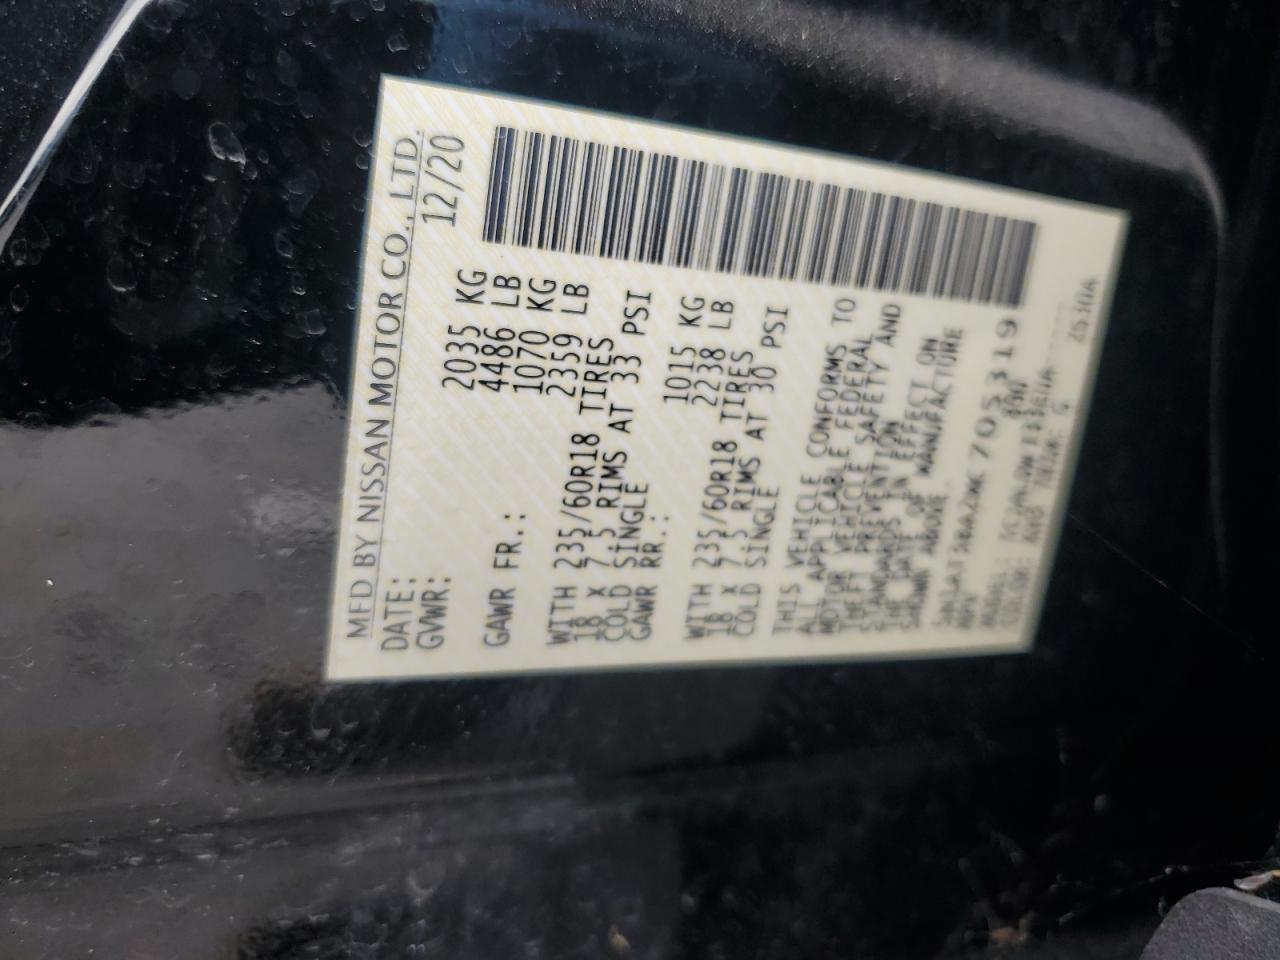 MFD BY NISSAN MOTOR CO., LTD.
DATE: 12/20
GVWR: 2035 KG
4486 LB
GAWR FR.: 1070 KG
2359 LB
WITH 235/60R18 TIRES
18 X 7.5 RIMS AT 33 PSI
COLD SINGLE
GAWR RR.: 1015 KG
2238 LB
WITH 235/60R18 TIRES
18 X 7.5 RIMS AT 30 PSI
COLD SINGLE
THIS VEHICLE CONFORMS TO
ALL APPLICABLE FEDERAL
MOTOR VEHICLE SAFETY AND
THEFT PREVENTION
STANDARDS IN EFFECT ON
THE DATE OF MANUFACTURE
SHOWN ABOVE.
MPV
MODEL:
COLOR: G